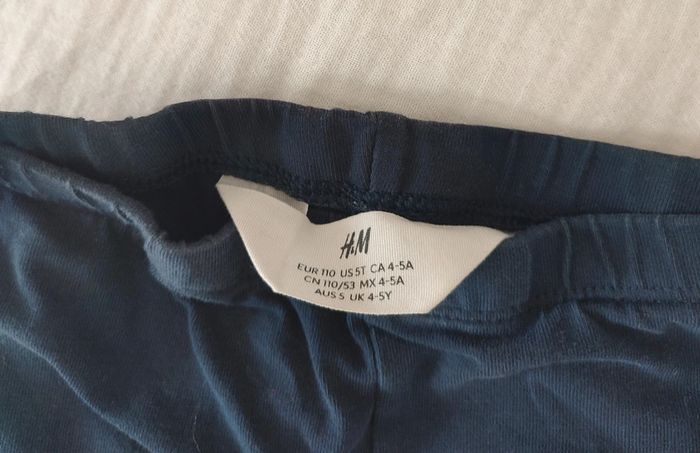 H&M
EUR 110 US 5T CA 4-5A
CN 110/53 MX 4-5A
AUS 5 UK 4-5Y